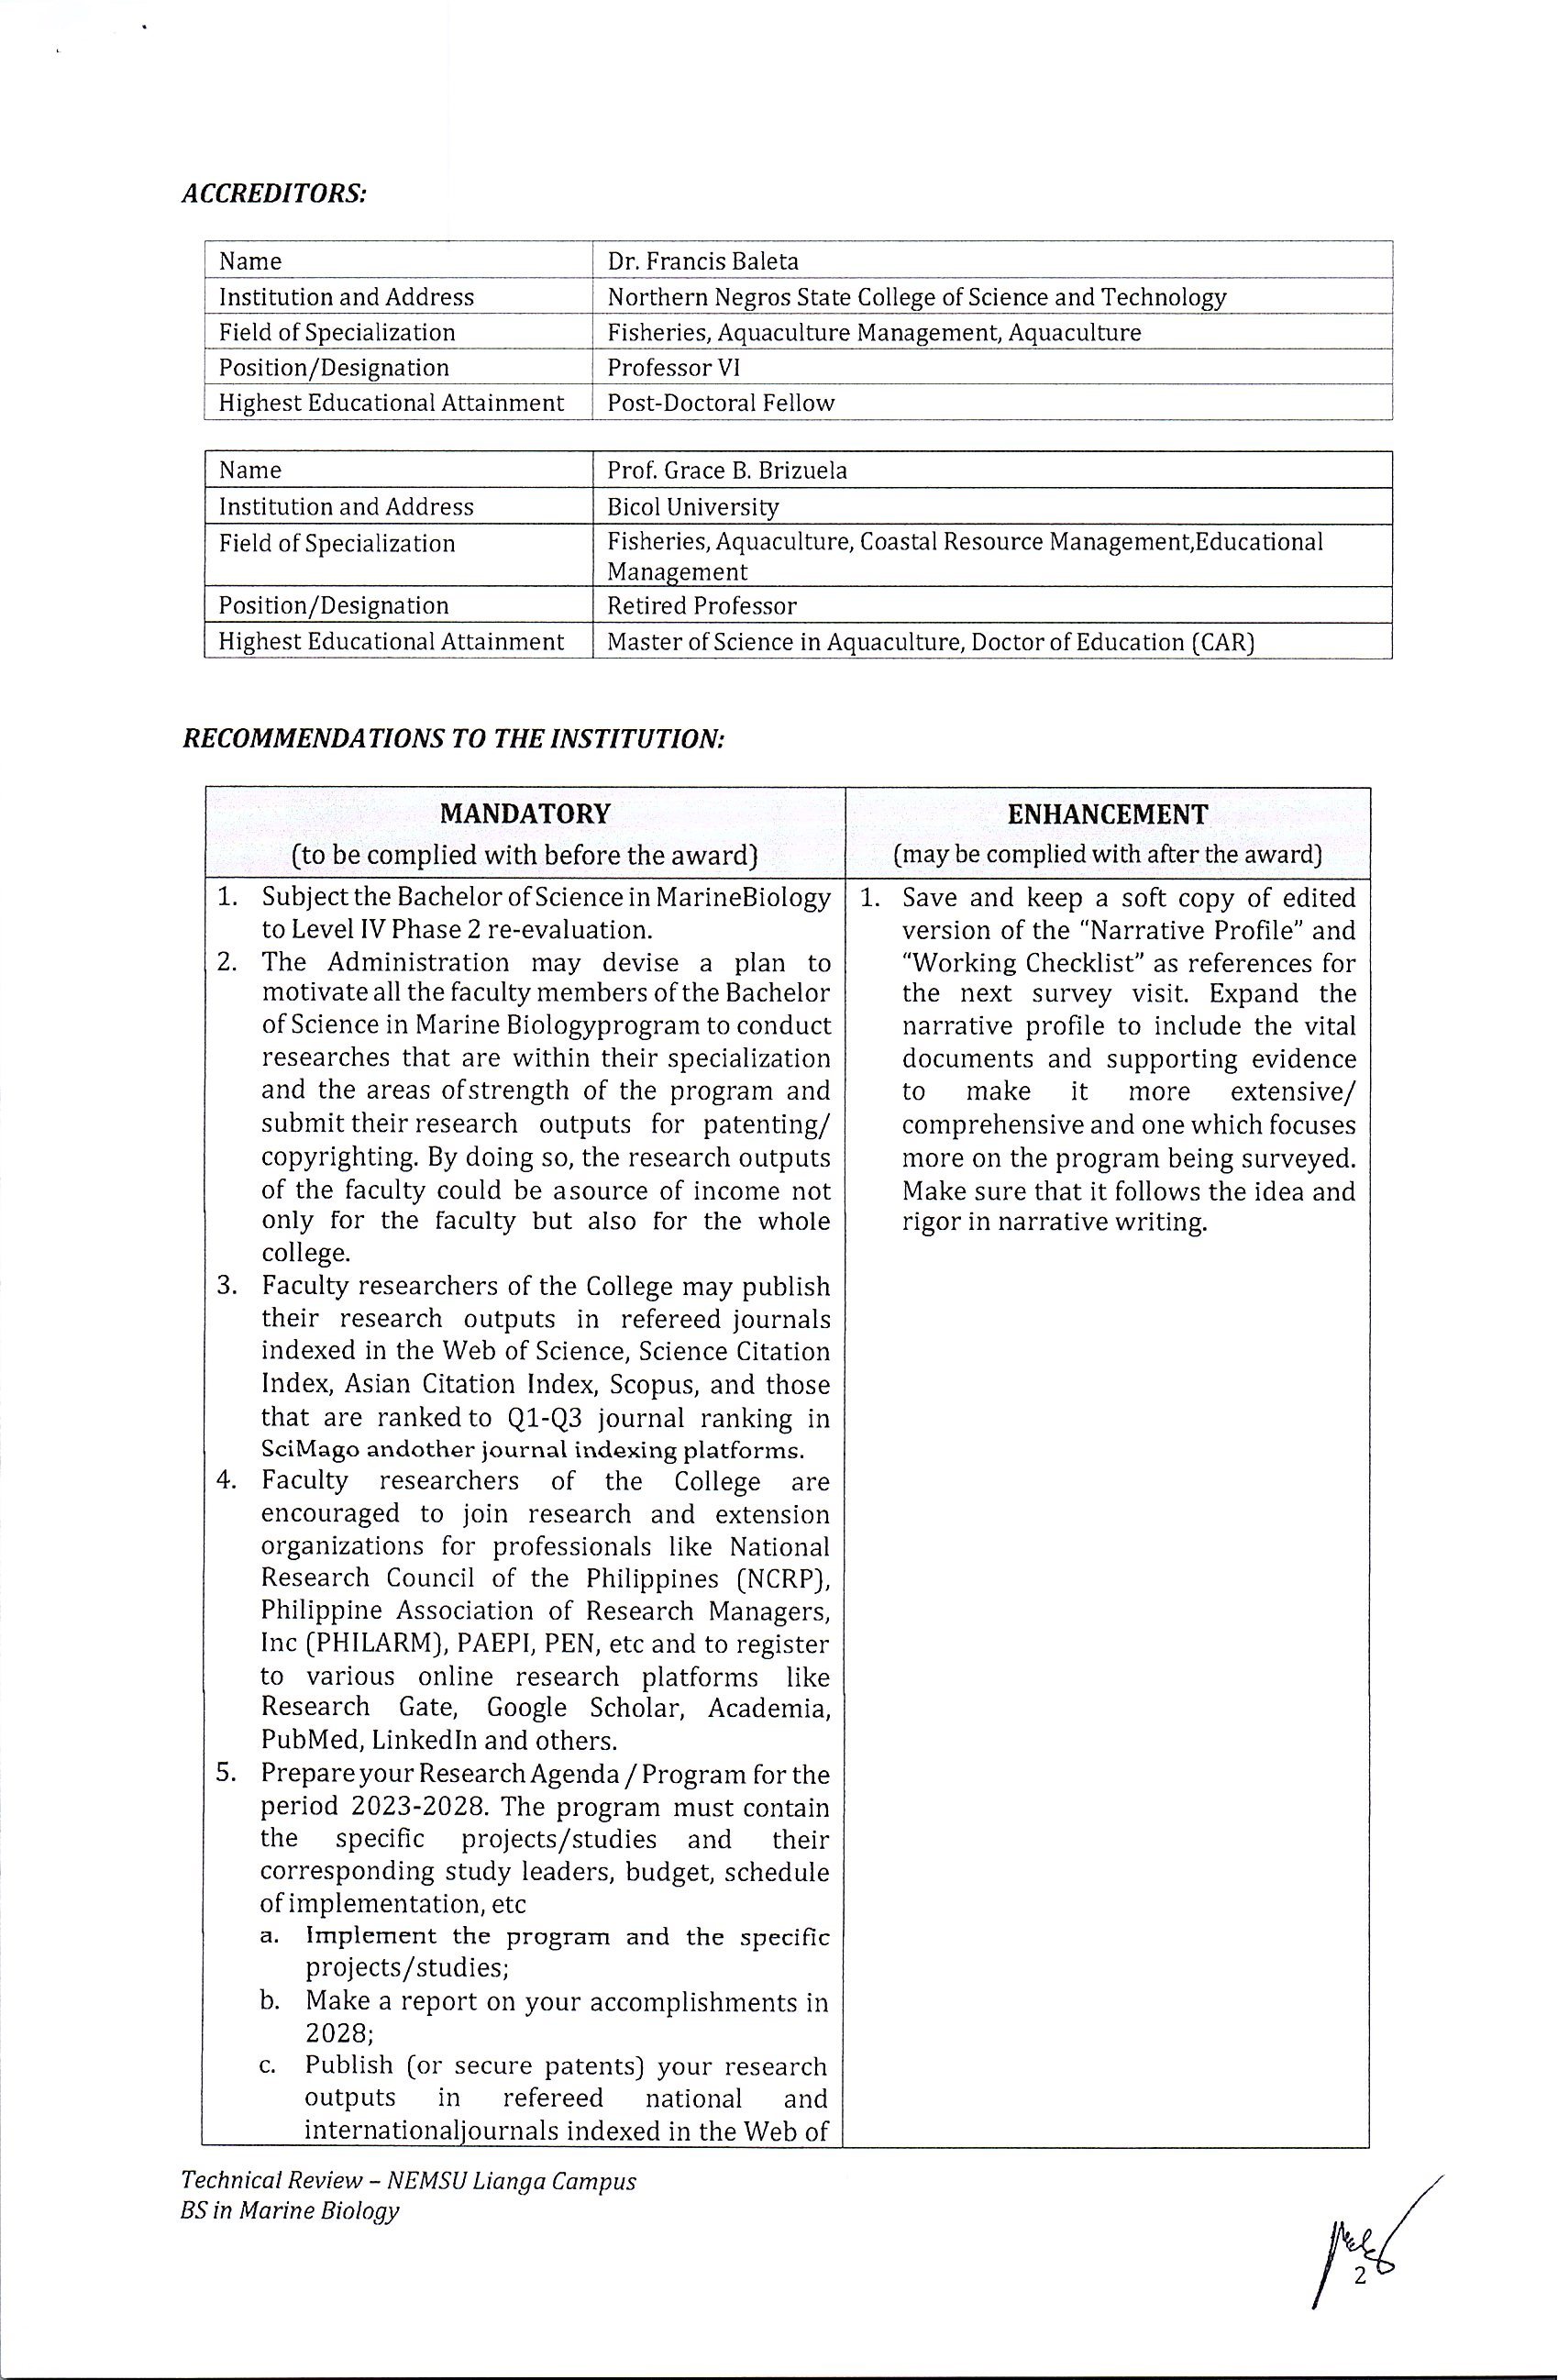 ACCREDITORS:
Name Dr. Francis Baleta
Institution and Address Northern Negros State College of Science and Technology
Field of Specialization Fisheries, Aquaculture Management, Aquaculture
Position/Designation Professor VI
Highest Educational Attainment Post-Doctoral Fellow
Name Prof. Grace B. Brizuela
Institution and Address Bicol University
Field of Specialization Fisheries, Aquaculture, Coastal Resource Management,Educational
Management
Position/Designation Retired Professor
Highest Educational Attainment Master of Science in Aquaculture, Doctor of Education (CAR)
RECOMMENDATIONS TO THE INSTITUTION:
MANDATORY
(to be complied with before the award)
1. Subject the Bachelor of Science in MarineBiology
to Level IV Phase 2 re-evaluation.
2. The Administration may devise a plan to
motivate all the faculty members of the Bachelor
of Science in Marine Biologyprogram to conduct
researches that are within their specialization
and the areas ofstrength of the program and
submit their research outputs for patenting/
copyrighting. By doing so, the research outputs
of the faculty could be asource of income not
only for the faculty but also for the whole
college.
3. Faculty researchers of the College may publish
their research outputs in refereed journals
indexed in the Web of Science, Science Citation
Index, Asian Citation Index, Scopus, and those
that are ranked to Q1-Q3 journal ranking in
SciMago andother journal indexing platforms.
4. Faculty researchers of the College are
encouraged to join research and extension
organizations for professionals like National
Research Council of the Philippines (NCRP),
Philippine Association of Research Managers,
Inc (PHILARM), PAEPI, PEN, etc and to register
to various online research platforms like
Research Gate, Google Scholar, Academia,
PubMed, LinkedIn and others.
5. Prepare your Research Agenda / Program for the
period 2023-2028. The program must contain
the specific projects/studies and their
corresponding study leaders, budget, schedule
of implementation, etc
a. Implement the program and the specific
projects/studies;
b. Make a report on your accomplishments in
2028;
c. Publish (or secure patents) your research
outputs in refereed national and
internationaljournals indexed in the Web of
ENHANCEMENT
(may be complied with after the award)
1. Save and keep a soft copy of edited
version of the "Narrative Profile" and
"Working Checklist" as references for
the next survey visit. Expand the
narrative profile to include the vital
documents and supporting evidence
to make it more extensive/
comprehensive and one which focuses
more on the program being surveyed.
Make sure that it follows the idea and
rigor in narrative writing.
Technical Review – NEMSU Lianga Campus
BS in Marine Biology
2